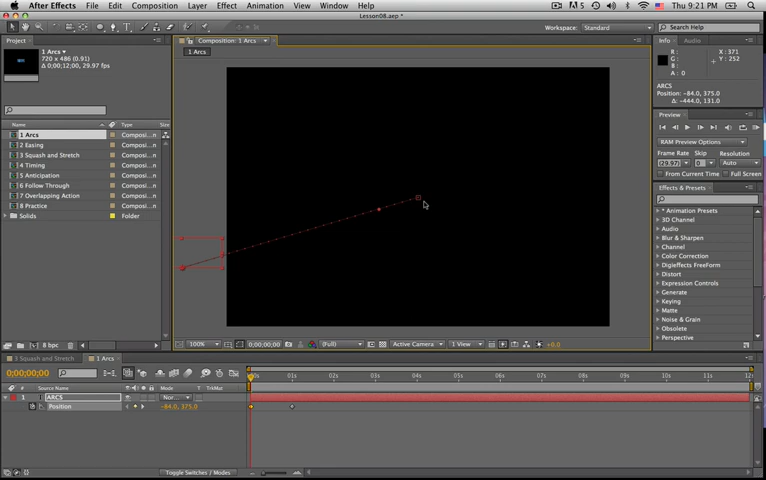 After Effects File Edit Composition Layer Effect Animation View Window Help
5 Thu 9:21 PM
Lesson08.aep *
Workspace: Standard Search Help
Project
1 Arcs
720 x 486 (0.91)
Δ 0;00;12;00, 29.97 fps
Name Type Size
1 Arcs Composi...n
2 Easing Composi...n
3 Squash and Stretch Composi...n
4 Timing Composi...n
5 Anticipation Composi...n
6 Follow Through Composi...n
7 Overlapping Action Composi...n
8 Practice Composi...n
Solids Folder
8 bpc
Composition: 1 Arcs
1 Arcs
100% 0;00;00;00 (Full) Active Camera 1 View +0.0
Info Audio
R : X : 371
G : Y : 252
B :
A : 0
ARCS
Position: -84.0, 375.0
Δ: -444.0, 131.0
Preview
RAM Preview Options
Frame Rate Skip Resolution
(29.97) 0 Auto
From Current Time Full Screen
Effects & Presets
* Animation Presets
3D Channel
Audio
Blur & Sharpen
Channel
Color Correction
Digieffects FreeForm
Distort
Expression Controls
Generate
Keying
Matte
Noise & Grain
Obsolete
Perspective
3 Squash and Stretch 1 Arcs
0;00;00;00
# Source Name Mode T TrkMat
00s 01s 02s 03s 04s 05s 06s 07s 08s 09s 10s 11s 12s
1 ARCS Nor...
Position -84.0, 375.0
Toggle Switches / Modes